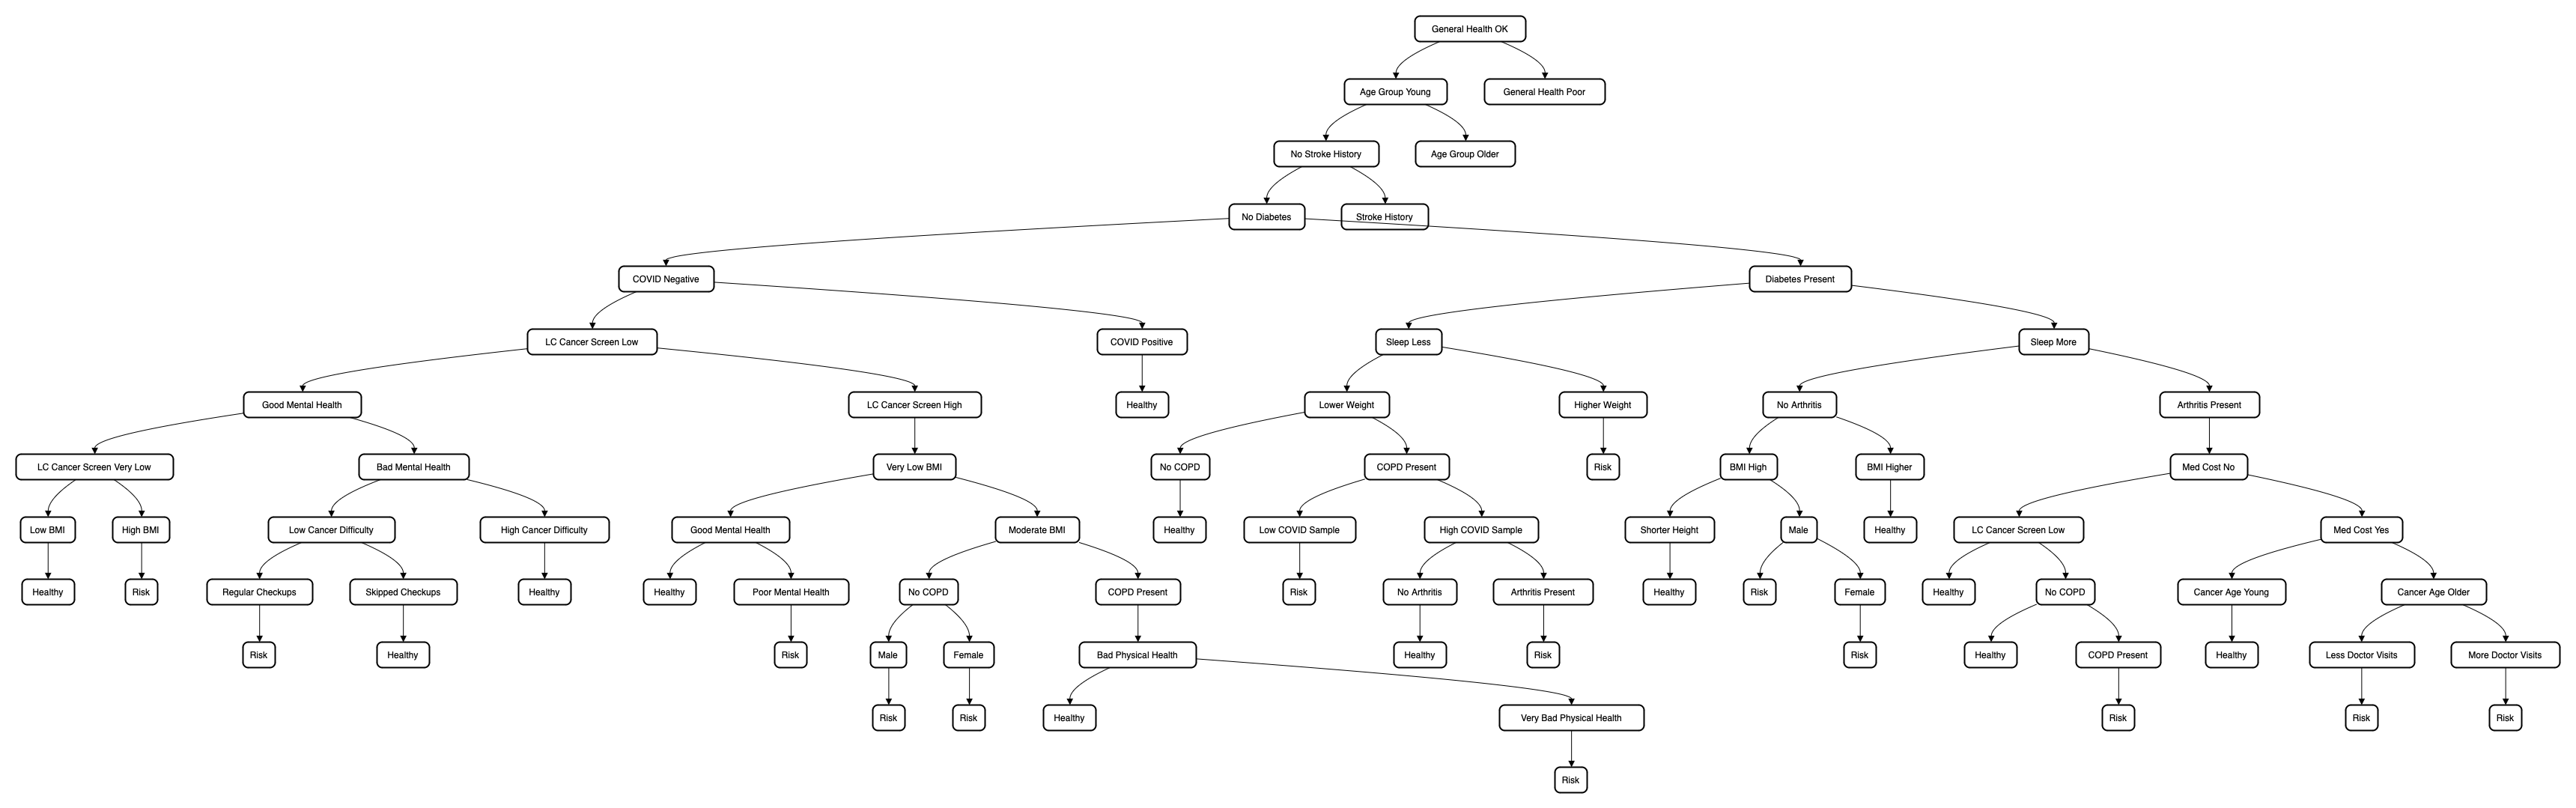 General Health OK
Age Group Young
General Health Poor
No Stroke History
Age Group Older
No Diabetes
Stroke History
COVID Negative
Diabetes Present
LC Cancer Screen Low
COVID Positive
Sleep Less
Sleep More
Good Mental Health
LC Cancer Screen High
Healthy
Lower Weight
Higher Weight
No Arthritis
Arthritis Present
LC Cancer Screen Very Low
Bad Mental Health
Very Low BMI
No COPD
COPD Present
Risk
BMI High
BMI Higher
Med Cost No
Low BMI
High BMI
Low Cancer Difficulty
High Cancer Difficulty
Good Mental Health
Moderate BMI
Healthy
Low COVID Sample
High COVID Sample
Shorter Height
Male
Healthy
LC Cancer Screen Low
Med Cost Yes
Healthy
Risk
Regular Checkups
Skipped Checkups
Healthy
Healthy
Poor Mental Health
No COPD
COPD Present
Risk
No Arthritis
Arthritis Present
Healthy
Risk
Female
Healthy
No COPD
Cancer Age Young
Cancer Age Older
Risk
Healthy
Risk
Male
Female
Bad Physical Health
Healthy
Risk
Risk
Healthy
COPD Present
Healthy
Less Doctor Visits
More Doctor Visits
Risk
Risk
Healthy
Very Bad Physical Health
Risk
Risk
Risk
Risk